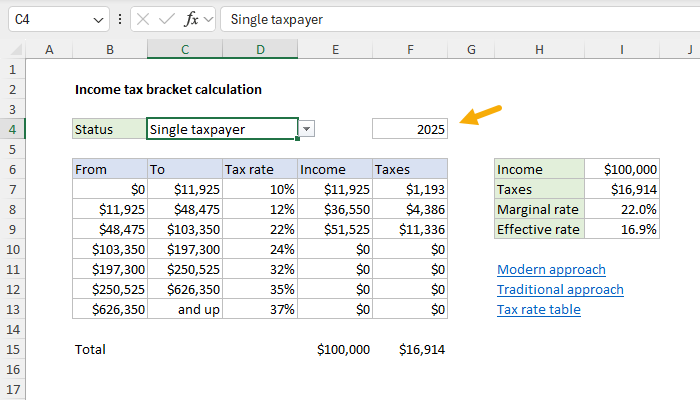 C4 fx Single taxpayer
A B C D E F G H I J
1
2 Income tax bracket calculation
3
4 Status Single taxpayer 2025
5
6 From To Tax rate Income Taxes Income $100,000
7 $0 $11,925 10% $11,925 $1,193 Taxes $16,914
8 $11,925 $48,475 12% $36,550 $4,386 Marginal rate 22.0%
9 $48,475 $103,350 22% $51,525 $11,336 Effective rate 16.9%
10 $103,350 $197,300 24% $0 $0
11 $197,300 $250,525 32% $0 $0 Modern approach
12 $250,525 $626,350 35% $0 $0 Traditional approach
13 $626,350 and up 37% $0 $0 Tax rate table
14
15 Total $100,000 $16,914
16
17